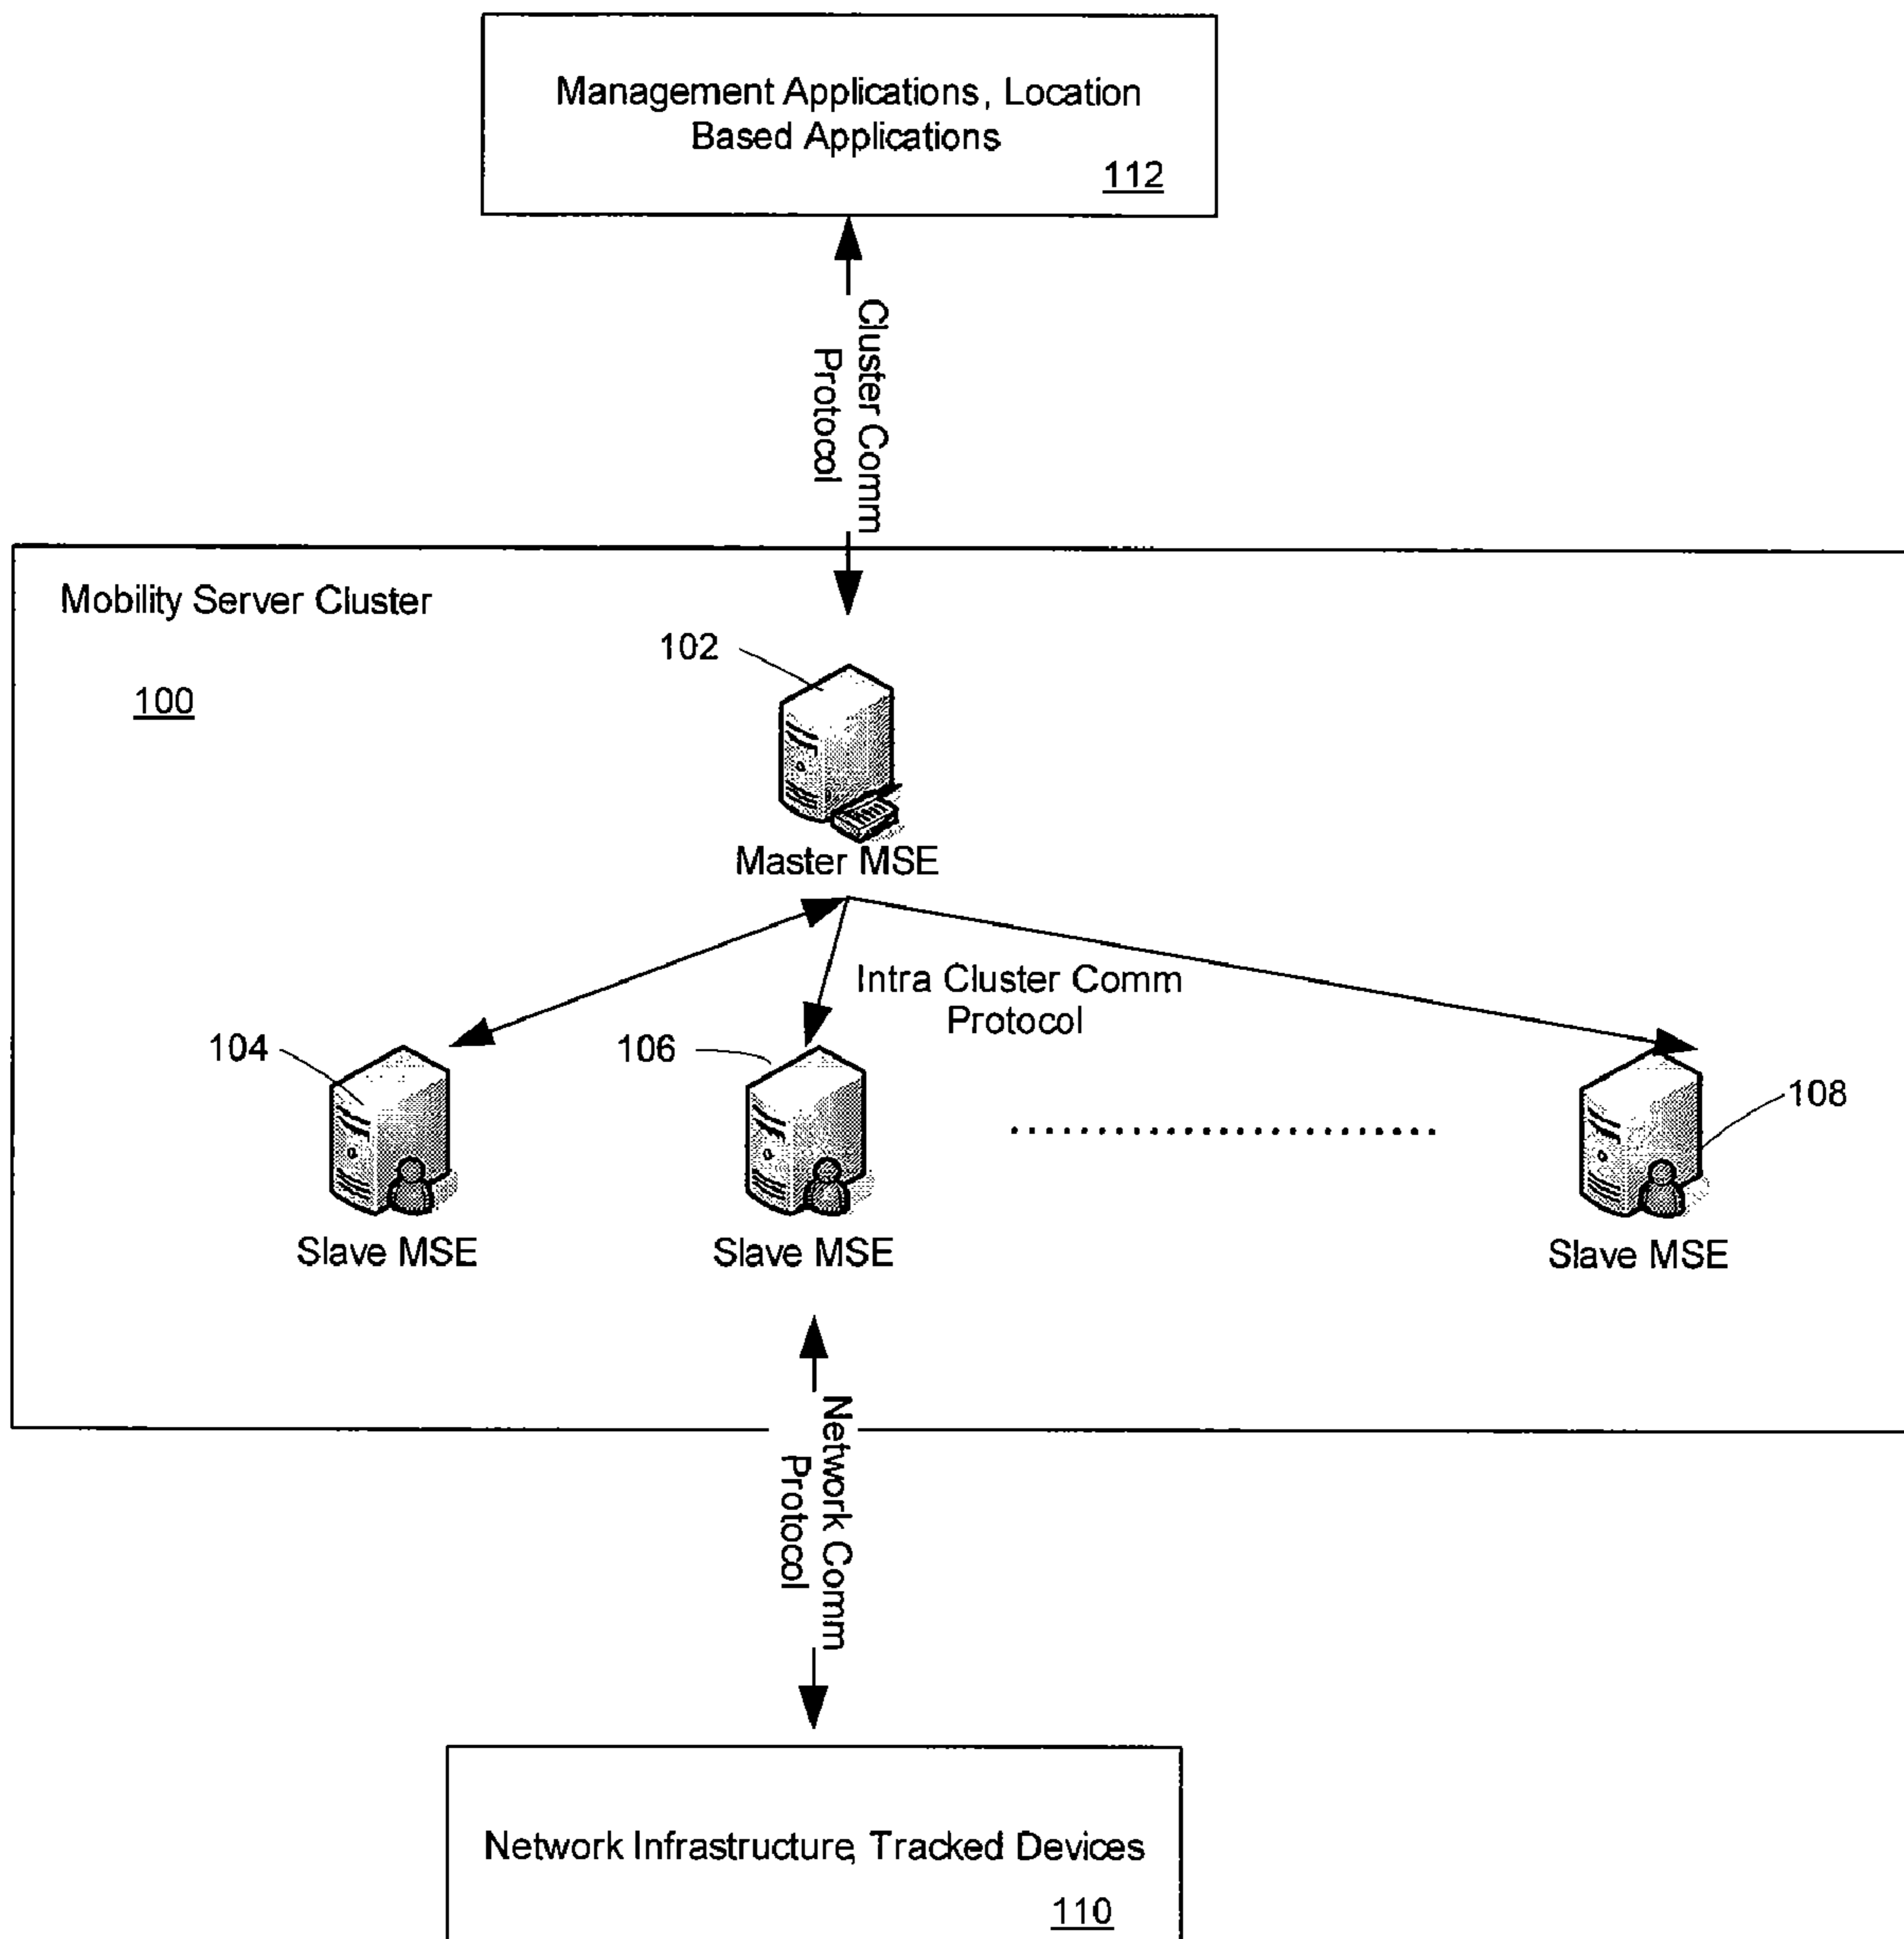 Management Applications, Location
Based Applications
112
Cluster Comm
Protocol
Mobility Server Cluster
100
102
Master MSE
Intra Cluster Comm
Protocol
104
106
108
Slave MSE
Slave MSE
Slave MSE
Network Comm
Protocol
Network Infrastructure, Tracked Devices
110